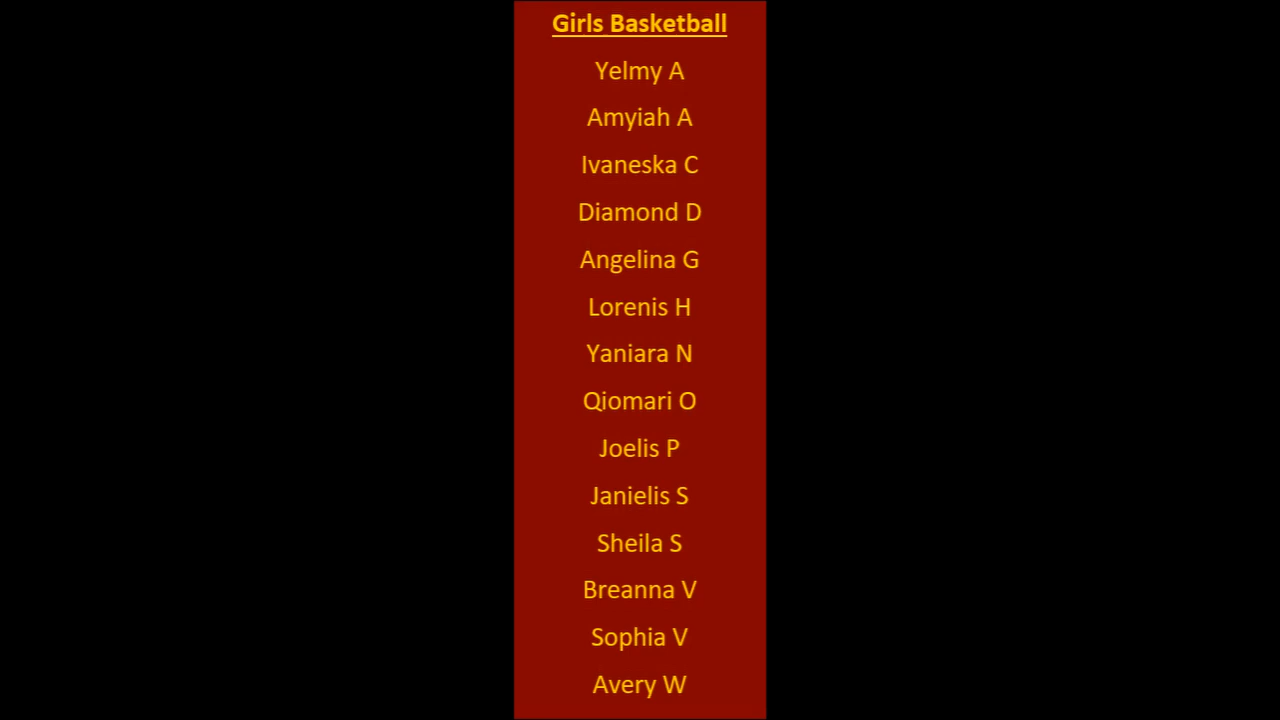 Girls Basketball
Yelmy A
Amyiah A
Ivaneska C
Diamond D
Angelina G
Lorenis H
Yaniara N
Qiomari O
Joelis P
Janielis S
Sheila S
Breanna V
Sophia V
Avery W